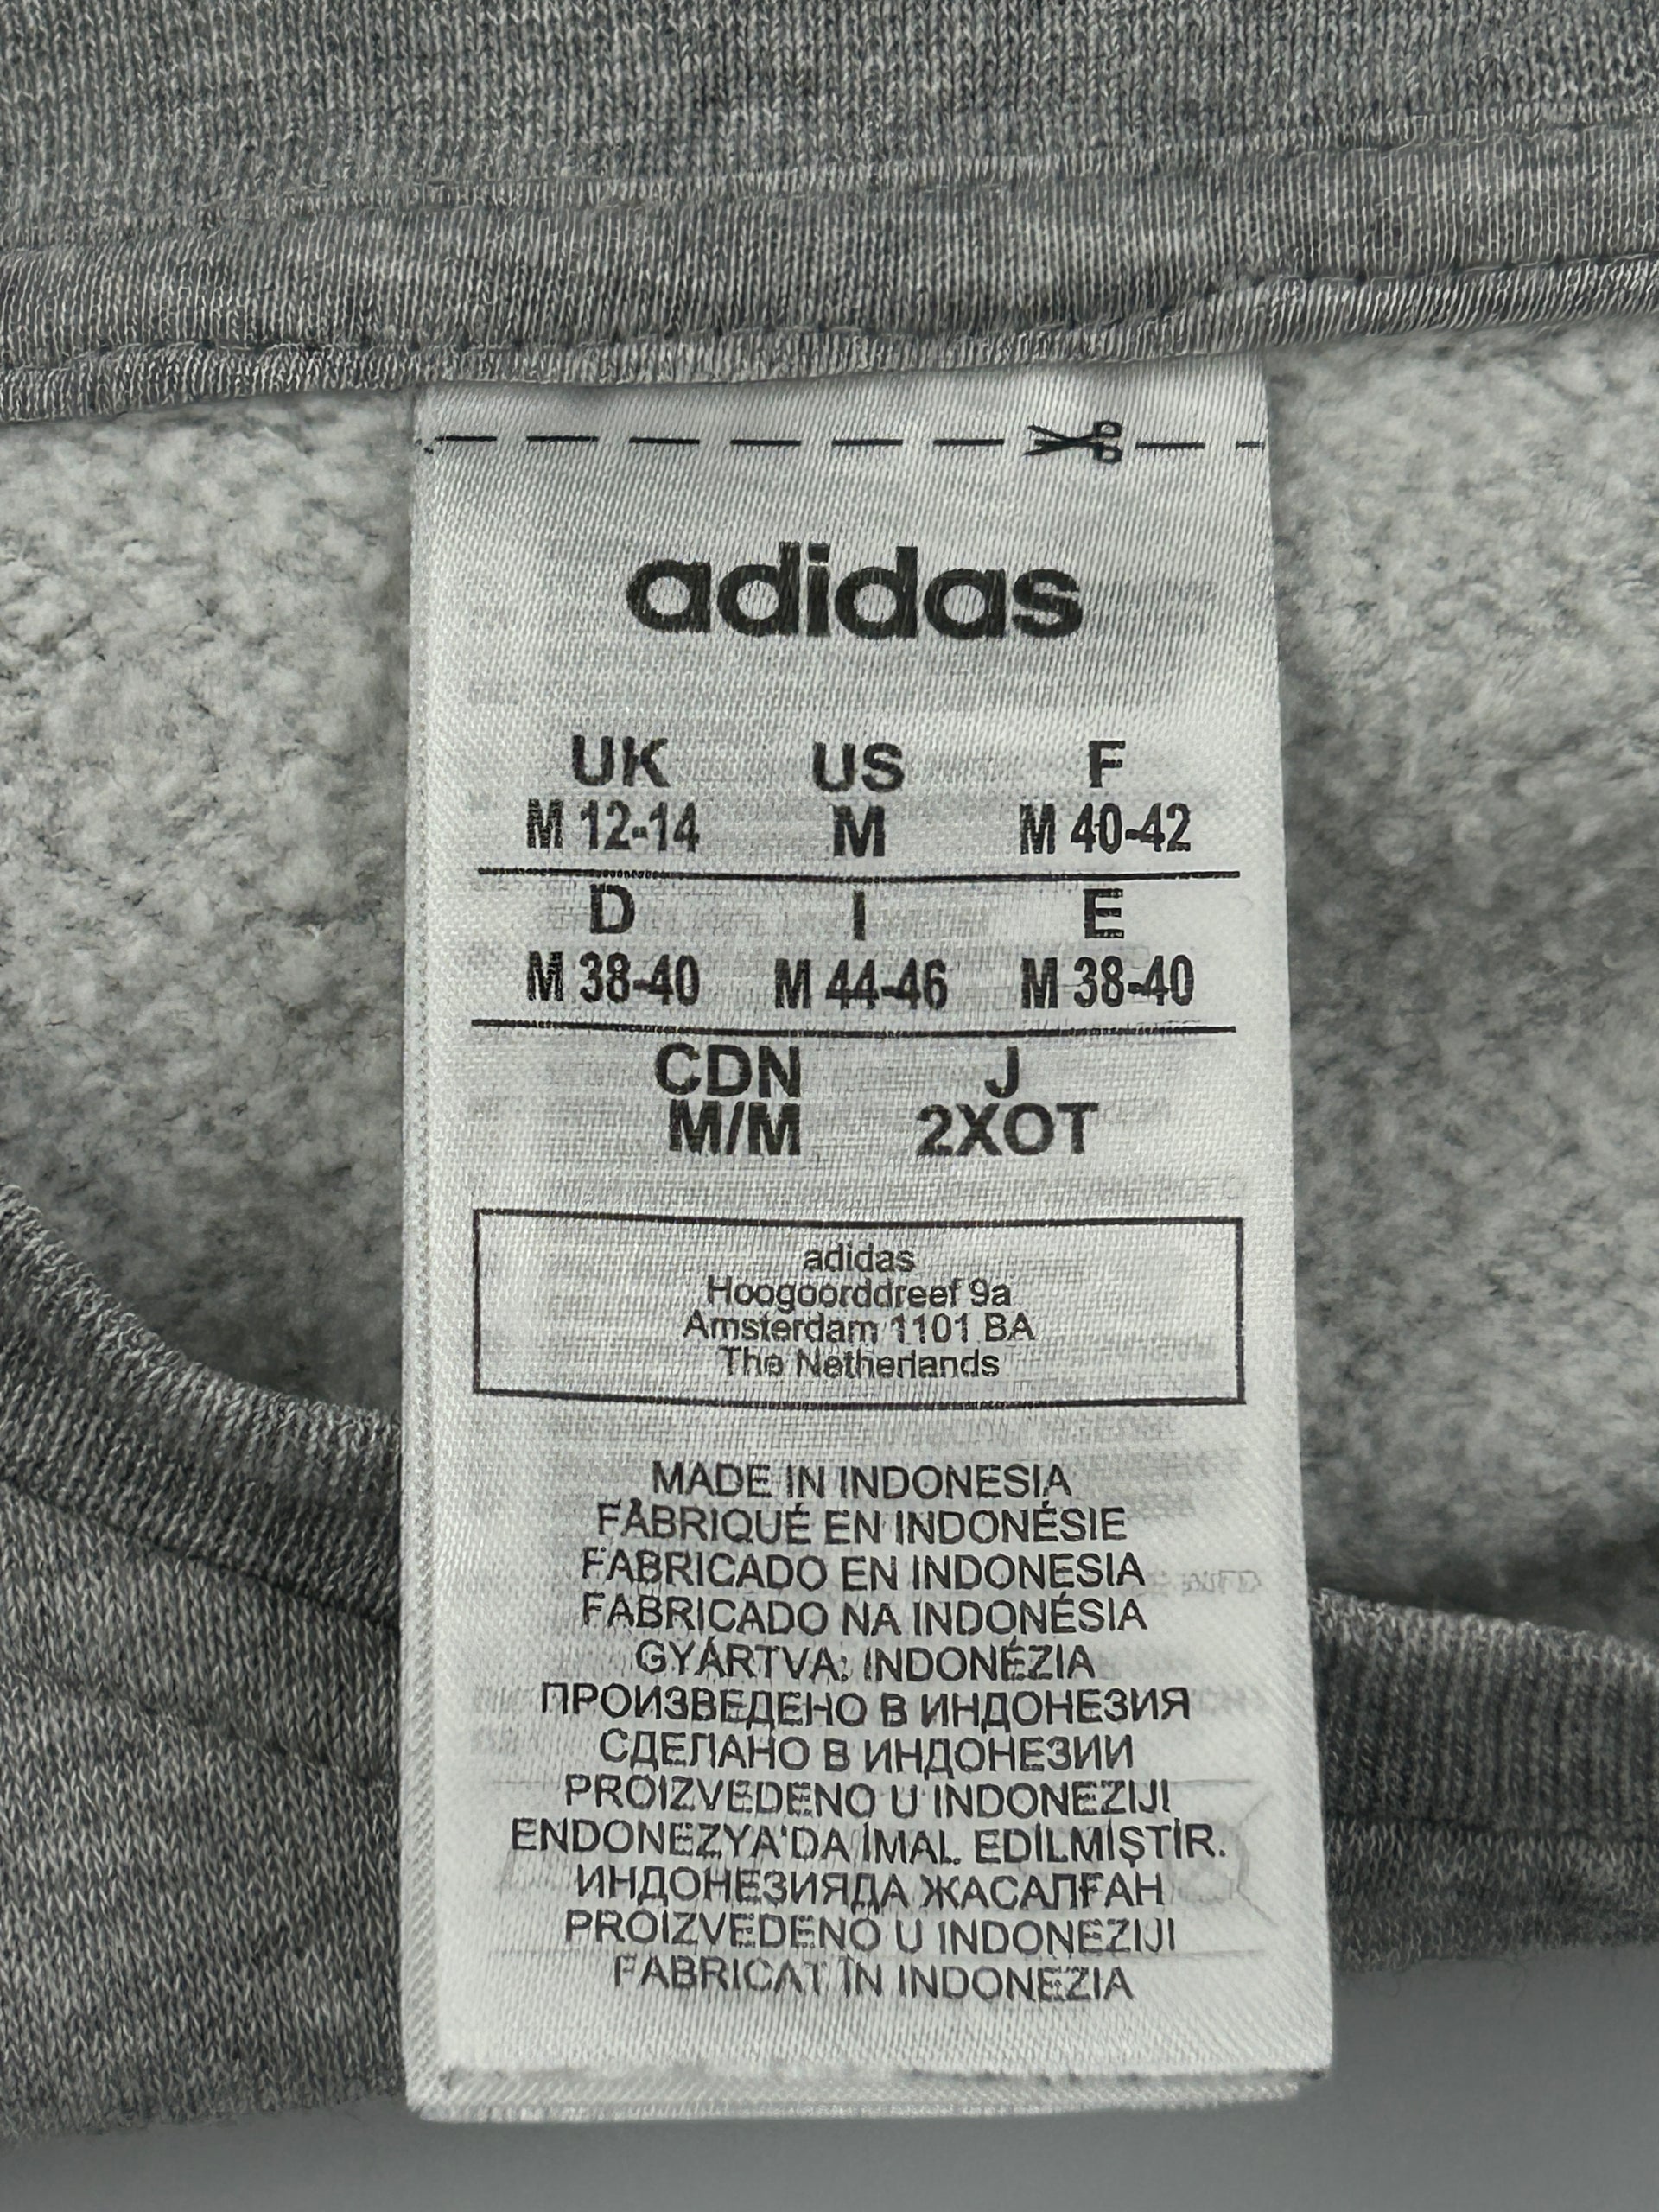 adidas
UK US F
M 12-14 M M 40-42
D I E
M 38-40 M 44-46 M 38-40
CDN J
M/M 2XOT
adidas
Hoogoorddreef 9a
Amsterdam 1101 BA
The Netherlands
MADE IN INDONESIA
FABRIQUÉ EN INDONÉSIE
FABRICADO EN INDONESIA
FABRICADO NA INDONÉSIA
GYÁRTVA: INDONÉZIA
ПРОИЗВЕДЕНО В ИНДОНЕЗИЯ
СДЕЛАНО В ИНДОНЕЗИИ
PROIZVEDENO U INDONEZIJI
ENDONEZYA'DA İMAL EDİLMİŞTİR.
ИНДОНЕЗИЯДА ЖАСАЛҒАН
PROIZVEDENO U INDONEZIJI
FABRICAT ÎN INDONEZIA